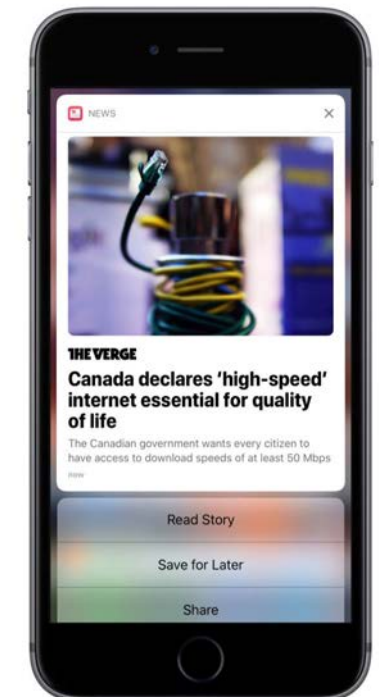 NEWS
THE VERGE
Canada declares ‘high-speed’
internet essential for quality
of life
The Canadian government wants every citizen to
have access to download speeds of at least 50 Mbps
now
Read Story
Save for Later
Share